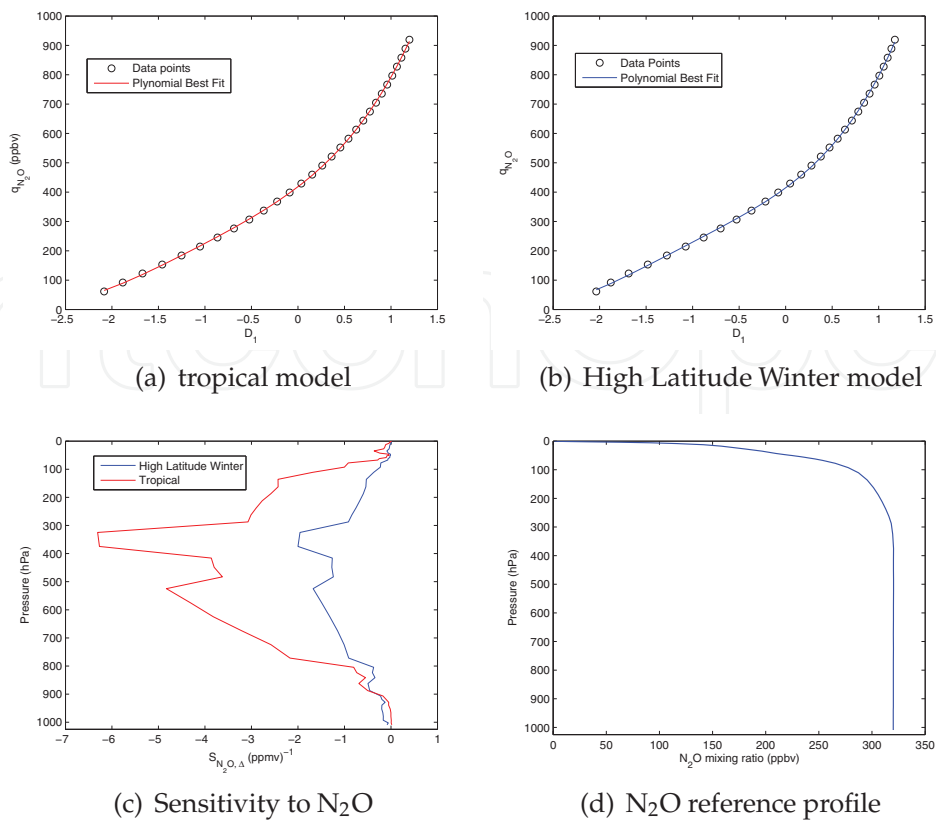 1000
900
800
700
600
500
400
300
200
100
0
q_N₂O (ppbv)
Data points
Plynomial Best Fit
−2.5 −2 −1.5 −1 −0.5 0 0.5 1 1.5
D₁
(a) tropical model
1000
900
800
700
600
500
400
300
200
100
0
q_N₂O
Data Points
Polynomial Best Fit
−2.5 −2 −1.5 −1 −0.5 0 0.5 1 1.5
D₁
(b) High Latitude Winter model
0
100
200
300
400
500
600
700
800
900
1000
Pressure (hPa)
High Latitude Winter
Tropical
−7 −6 −5 −4 −3 −2 −1 0 1
S_N₂O, Δ (ppmv)⁻¹
(c) Sensitivity to N₂O
0
100
200
300
400
500
600
700
800
900
1000
Pressure (hPa)
0 50 100 150 200 250 300 350
N₂O mixing ratio (ppbv)
(d) N₂O reference profile